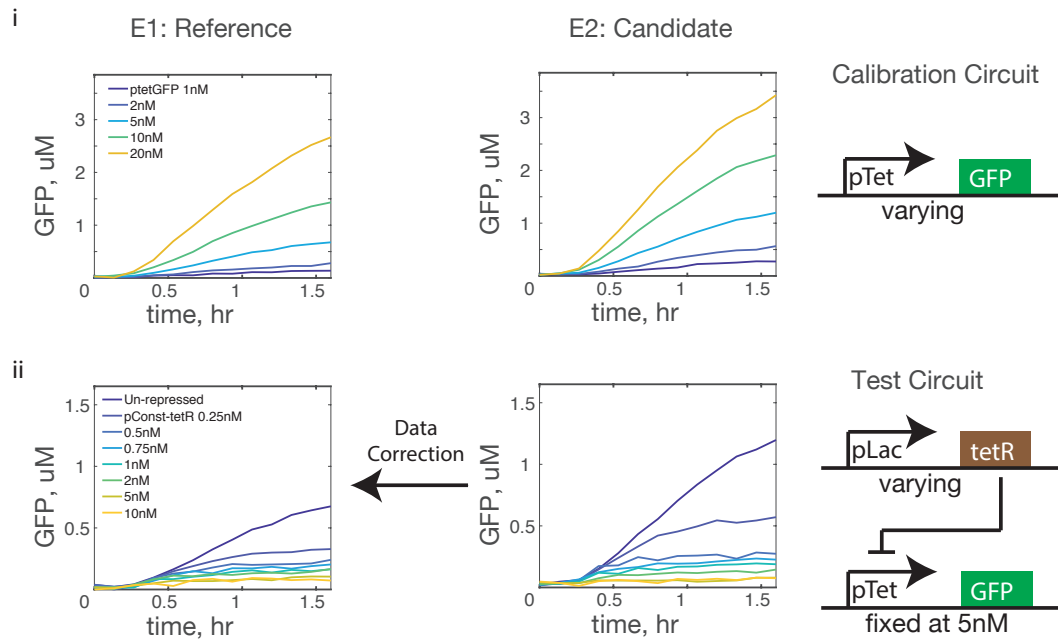 i
E1: Reference
E2: Candidate
Calibration Circuit
GFP, uM
3
2
1
ptetGFP 1nM
2nM
5nM
10nM
20nM
0
0.5
1
1.5
time, hr
GFP, uM
3
2
1
0
0.5
1
1.5
time, hr
pTet
GFP
varying
ii
GFP, uM
1.5
1
0.5
Un-repressed
pConst-tetR 0.25nM
0.5nM
0.75nM
1nM
2nM
5nM
10nM
0
0.5
1
1.5
time, hr
Data
Correction
GFP, uM
1.5
1
0.5
0
0.5
1
1.5
time, hr
Test Circuit
pLac
tetR
varying
pTet
GFP
fixed at 5nM